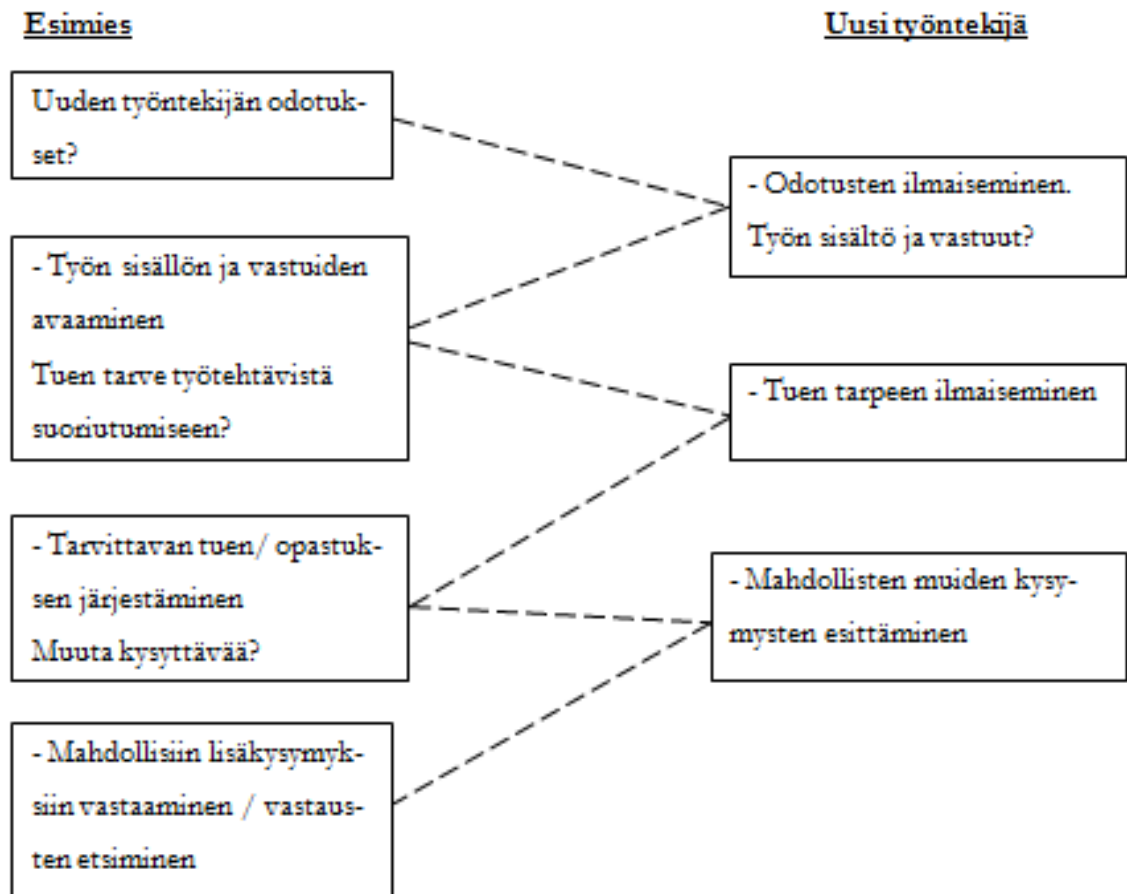 Esimies
Uusi työntekijä
Uuden työntekijän odotuk-
set?
- Odotusten ilmaiseminen.
Työn sisältö ja vastuut?
- Työn sisällön ja vastuiden
avaaminen
Tuen tarve työtehtävistä
suoriutumiseen?
- Tuen tarpeen ilmaiseminen
- Tarvittavan tuen/ opastuk-
sen järjestäminen
Muuta kysyttävää?
- Mahdollisten muiden kysy-
mysten esittäminen
- Mahdollisiin lisäkysymyk-
siin vastaaminen / vastaus-
ten etsiminen